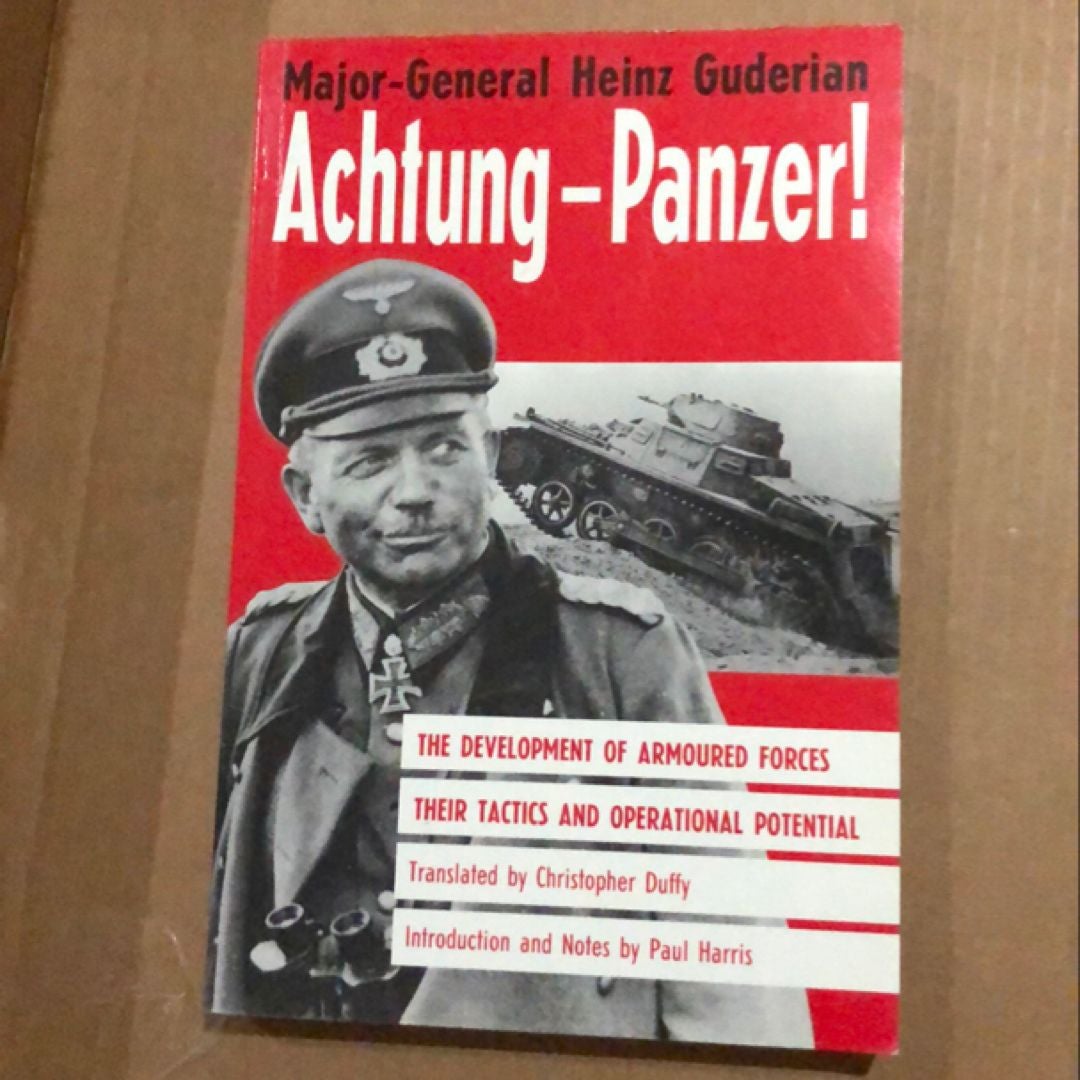 Major-General Heinz Guderian
Achtung-Panzer!
THE DEVELOPMENT OF ARMOURED FORCES
THEIR TACTICS AND OPERATIONAL POTENTIAL
Translated by Christopher Duffy
Introduction and Notes by Paul Harris